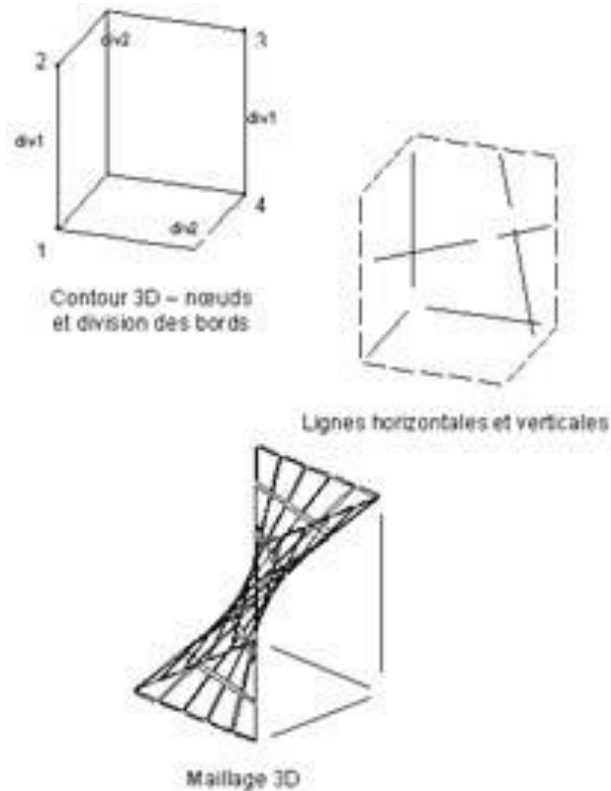 div2
3
2
div1
div1
4
div2
1
Contour 3D – nœuds
et division des bords
Lignes horizontales et verticales
Maillage 3D